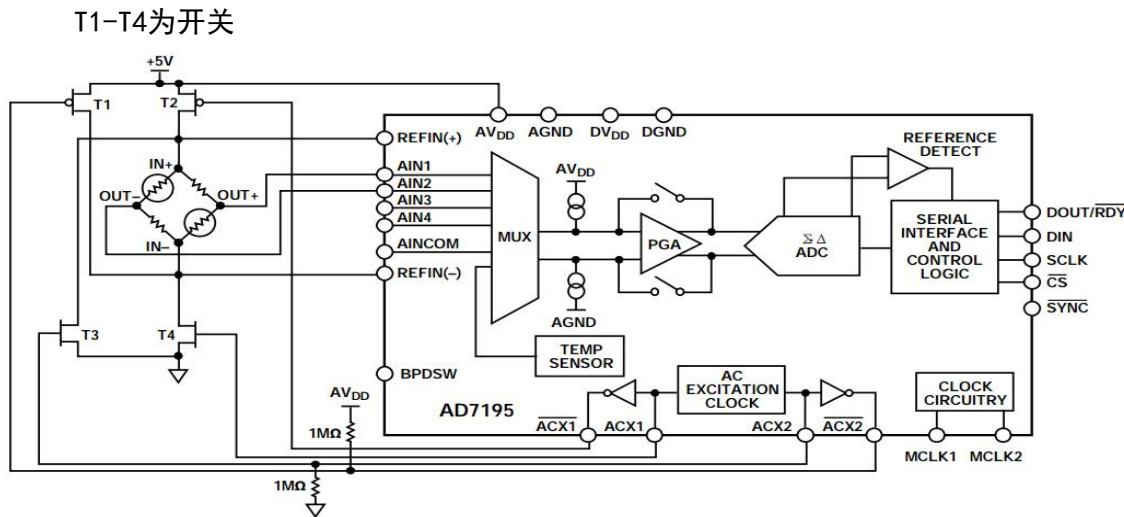 T1-T4为开关
+5V
T1
T2
IN+
OUT–
OUT+
IN–
T3
T4
REFIN(+)
AIN1
AIN2
AIN3
AIN4
AINCOM
REFIN(–)
BPDSW
AVDD
AGND
DVDD
DGND
MUX
AVDD
AGND
PGA
Σ-Δ
ADC
REFERENCE
DETECT
SERIAL
INTERFACE
AND
CONTROL
LOGIC
DOUT/RDY
DIN
SCLK
CS
SYNC
TEMP
SENSOR
AD7195
AC
EXCITATION
CLOCK
CLOCK
CIRCUITRY
ACX1
ACX1
ACX2
ACX2
MCLK1
MCLK2
AVDD
1MΩ
1MΩ